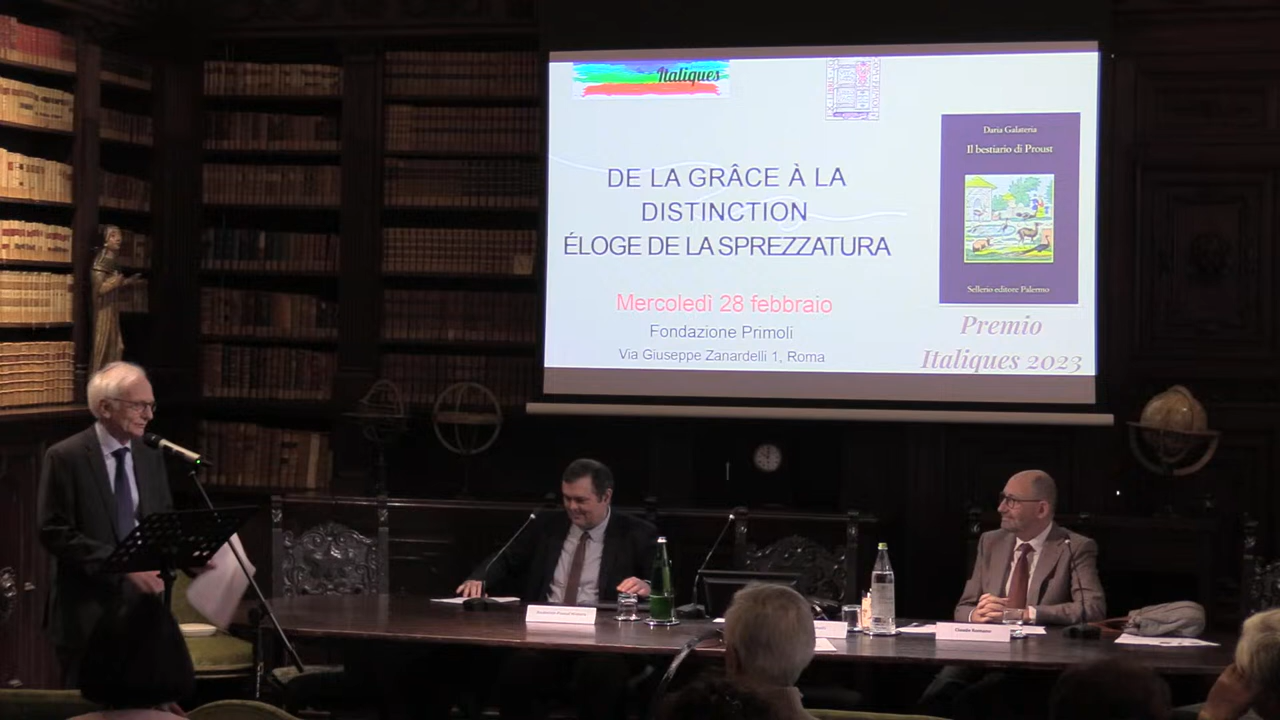 Italiques
DE LA GRÂCE À LA
DISTINCTION
ÉLOGE DE LA SPREZZATURA
Mercoledì 28 febbraio
Fondazione Primoli
Via Giuseppe Zanardelli 1, Roma
Daria Galateria
Il bestiario di Proust
Sellerio editore Palermo
Premio
Italiques 2023